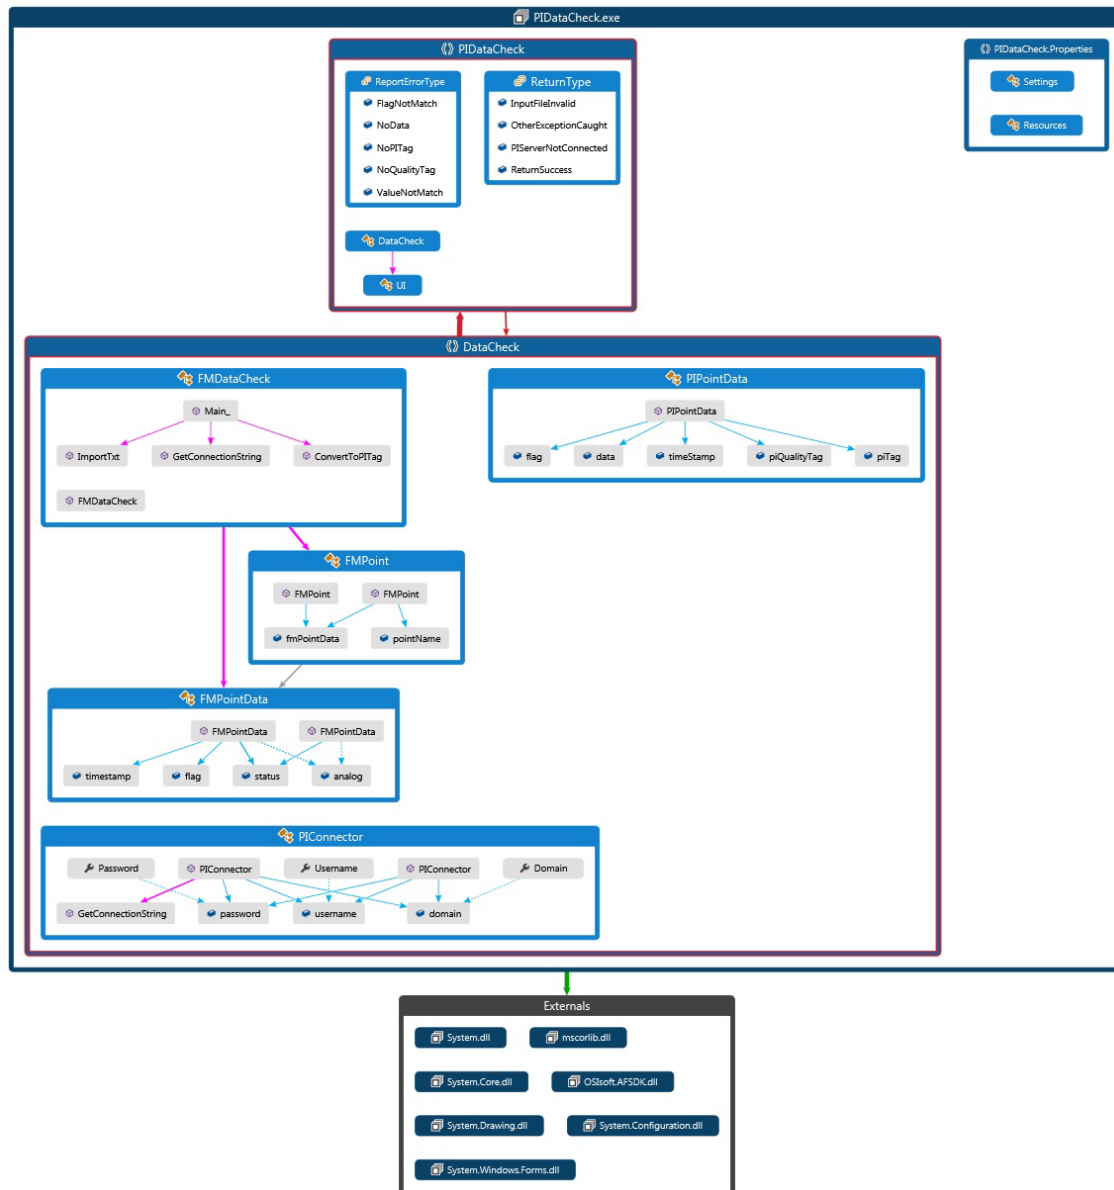 PIDataCheck.exe
PIDataCheck
PIDataCheck.Properties
ReportErrorType
FlagNotMatch
NoData
NoPITag
NoQualityTag
ValueNotMatch
ReturnType
InputFileInvalid
OtherExceptionCaught
PIServerNotConnected
ReturnSuccess
Settings
Resources
DataCheck
UI
DataCheck
FMDataCheck
Main_
ImportTxt
GetConnectionString
ConvertToPITag
FMDataCheck
PIPointData
PIPointData
flag
data
timeStamp
piQualityTag
piTag
FMPoint
FMPoint
FMPoint
fmPointData
pointName
FMPointData
FMPointData
FMPointData
timestamp
flag
status
analog
PIConnector
Password
PIConnector
Username
PIConnector
Domain
GetConnectionString
password
username
domain
Externals
System.dll
mscorlib.dll
System.Core.dll
OSIsoft.AFSDK.dll
System.Drawing.dll
System.Configuration.dll
System.Windows.Forms.dll